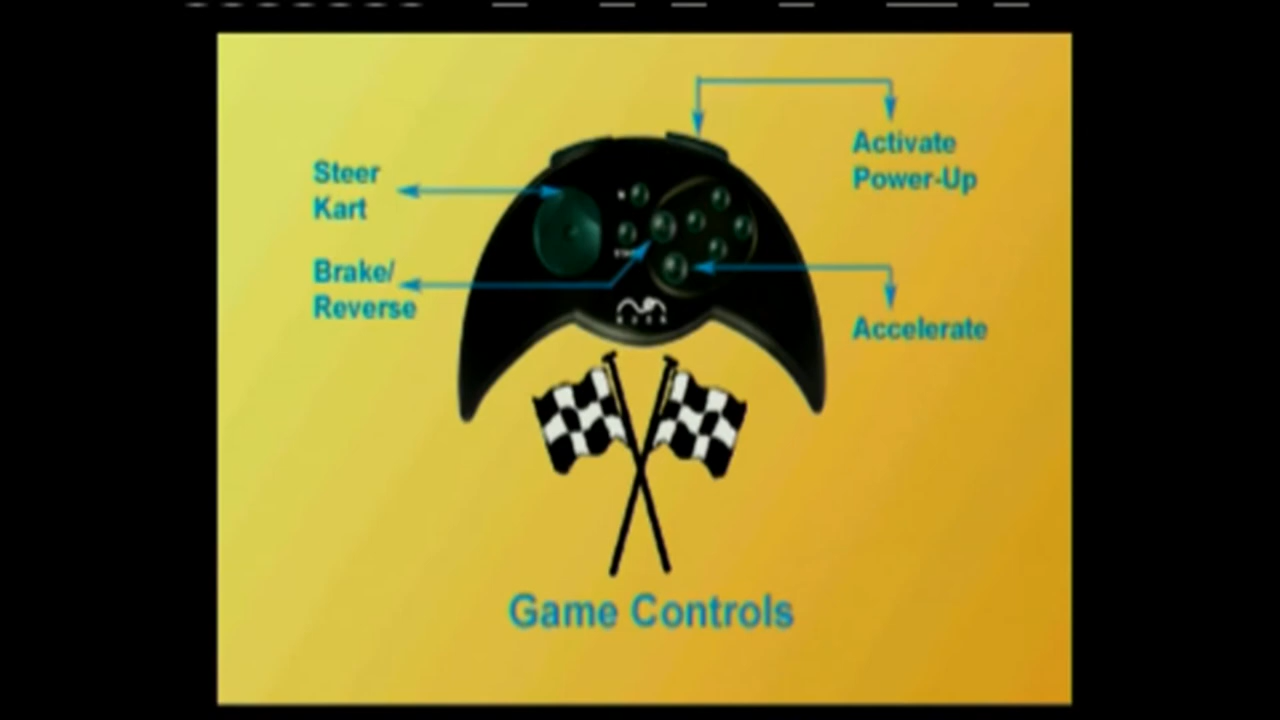 Steer
Kart
Brake/
Reverse
Activate
Power-Up
Accelerate
Game Controls